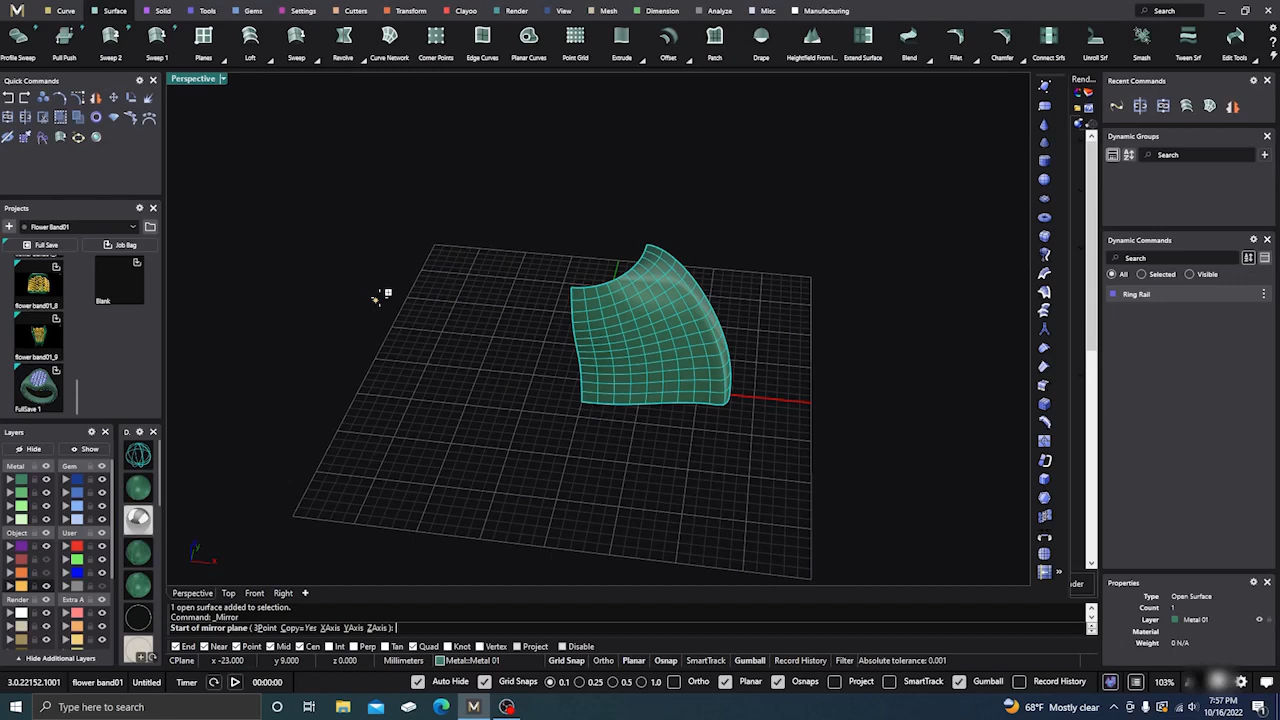 Curve Surface Solid Tools Gems Settings Cutters Transform Clayoo Render View Mesh Dimension Analyze Misc Manufacturing Search
Profile Sweep Pull Push Sweep 2 Sweep 1 Planes Loft Sweep Revolve Curve Network Corner Points Edge Curves Planar Curves Point Grid Extrude Offset Patch Drape Heightfield From I... Extend Surface Blend Fillet Chamfer Connect Srfs Unroll Srf Smash Tween Srf Edit Tools
Quick Commands
Perspective
Rend...
Recent Commands
Dynamic Groups
Search
Projects
Flower Band01
Full Save Job Bag
flower band01_8
Blank
flower band01_9
FullSave 1
Dynamic Commands
Search
All Selected Visible
Ring Rail
Layers
D.
Hide Show
Metal Gem
Object User
Render Extra A
Hide Additional Layers
y
x
Perspective Top Front Right
1 open surface added to selection.
Command: _Mirror
Start of mirror plane ( 3Point Copy=Yes XAxis YAxis ZAxis ):
End Near Point Mid Cen Int Perp Tan Quad Knot Vertex Project Disable
CPlane x -23.000 y 9.000 z 0.000 Millimeters Metal::Metal 01 Grid Snap Ortho Planar Osnap SmartTrack Gumball Record History Filter Absolute tolerance: 0.001
Properties
Type Open Surface
Count 1
Layer Metal 01
Material
Weight 0 N/A
3.0.22152.1001 flower band01 Untitled Timer 00:00:00 Auto Hide Grid Snaps 0.1 0.25 0.5 1.0 Ortho Planar Osnaps Project SmartTrack Gumball Record History 103%
Type here to search
68°F Mostly clear
7:57 PM
10/16/2022